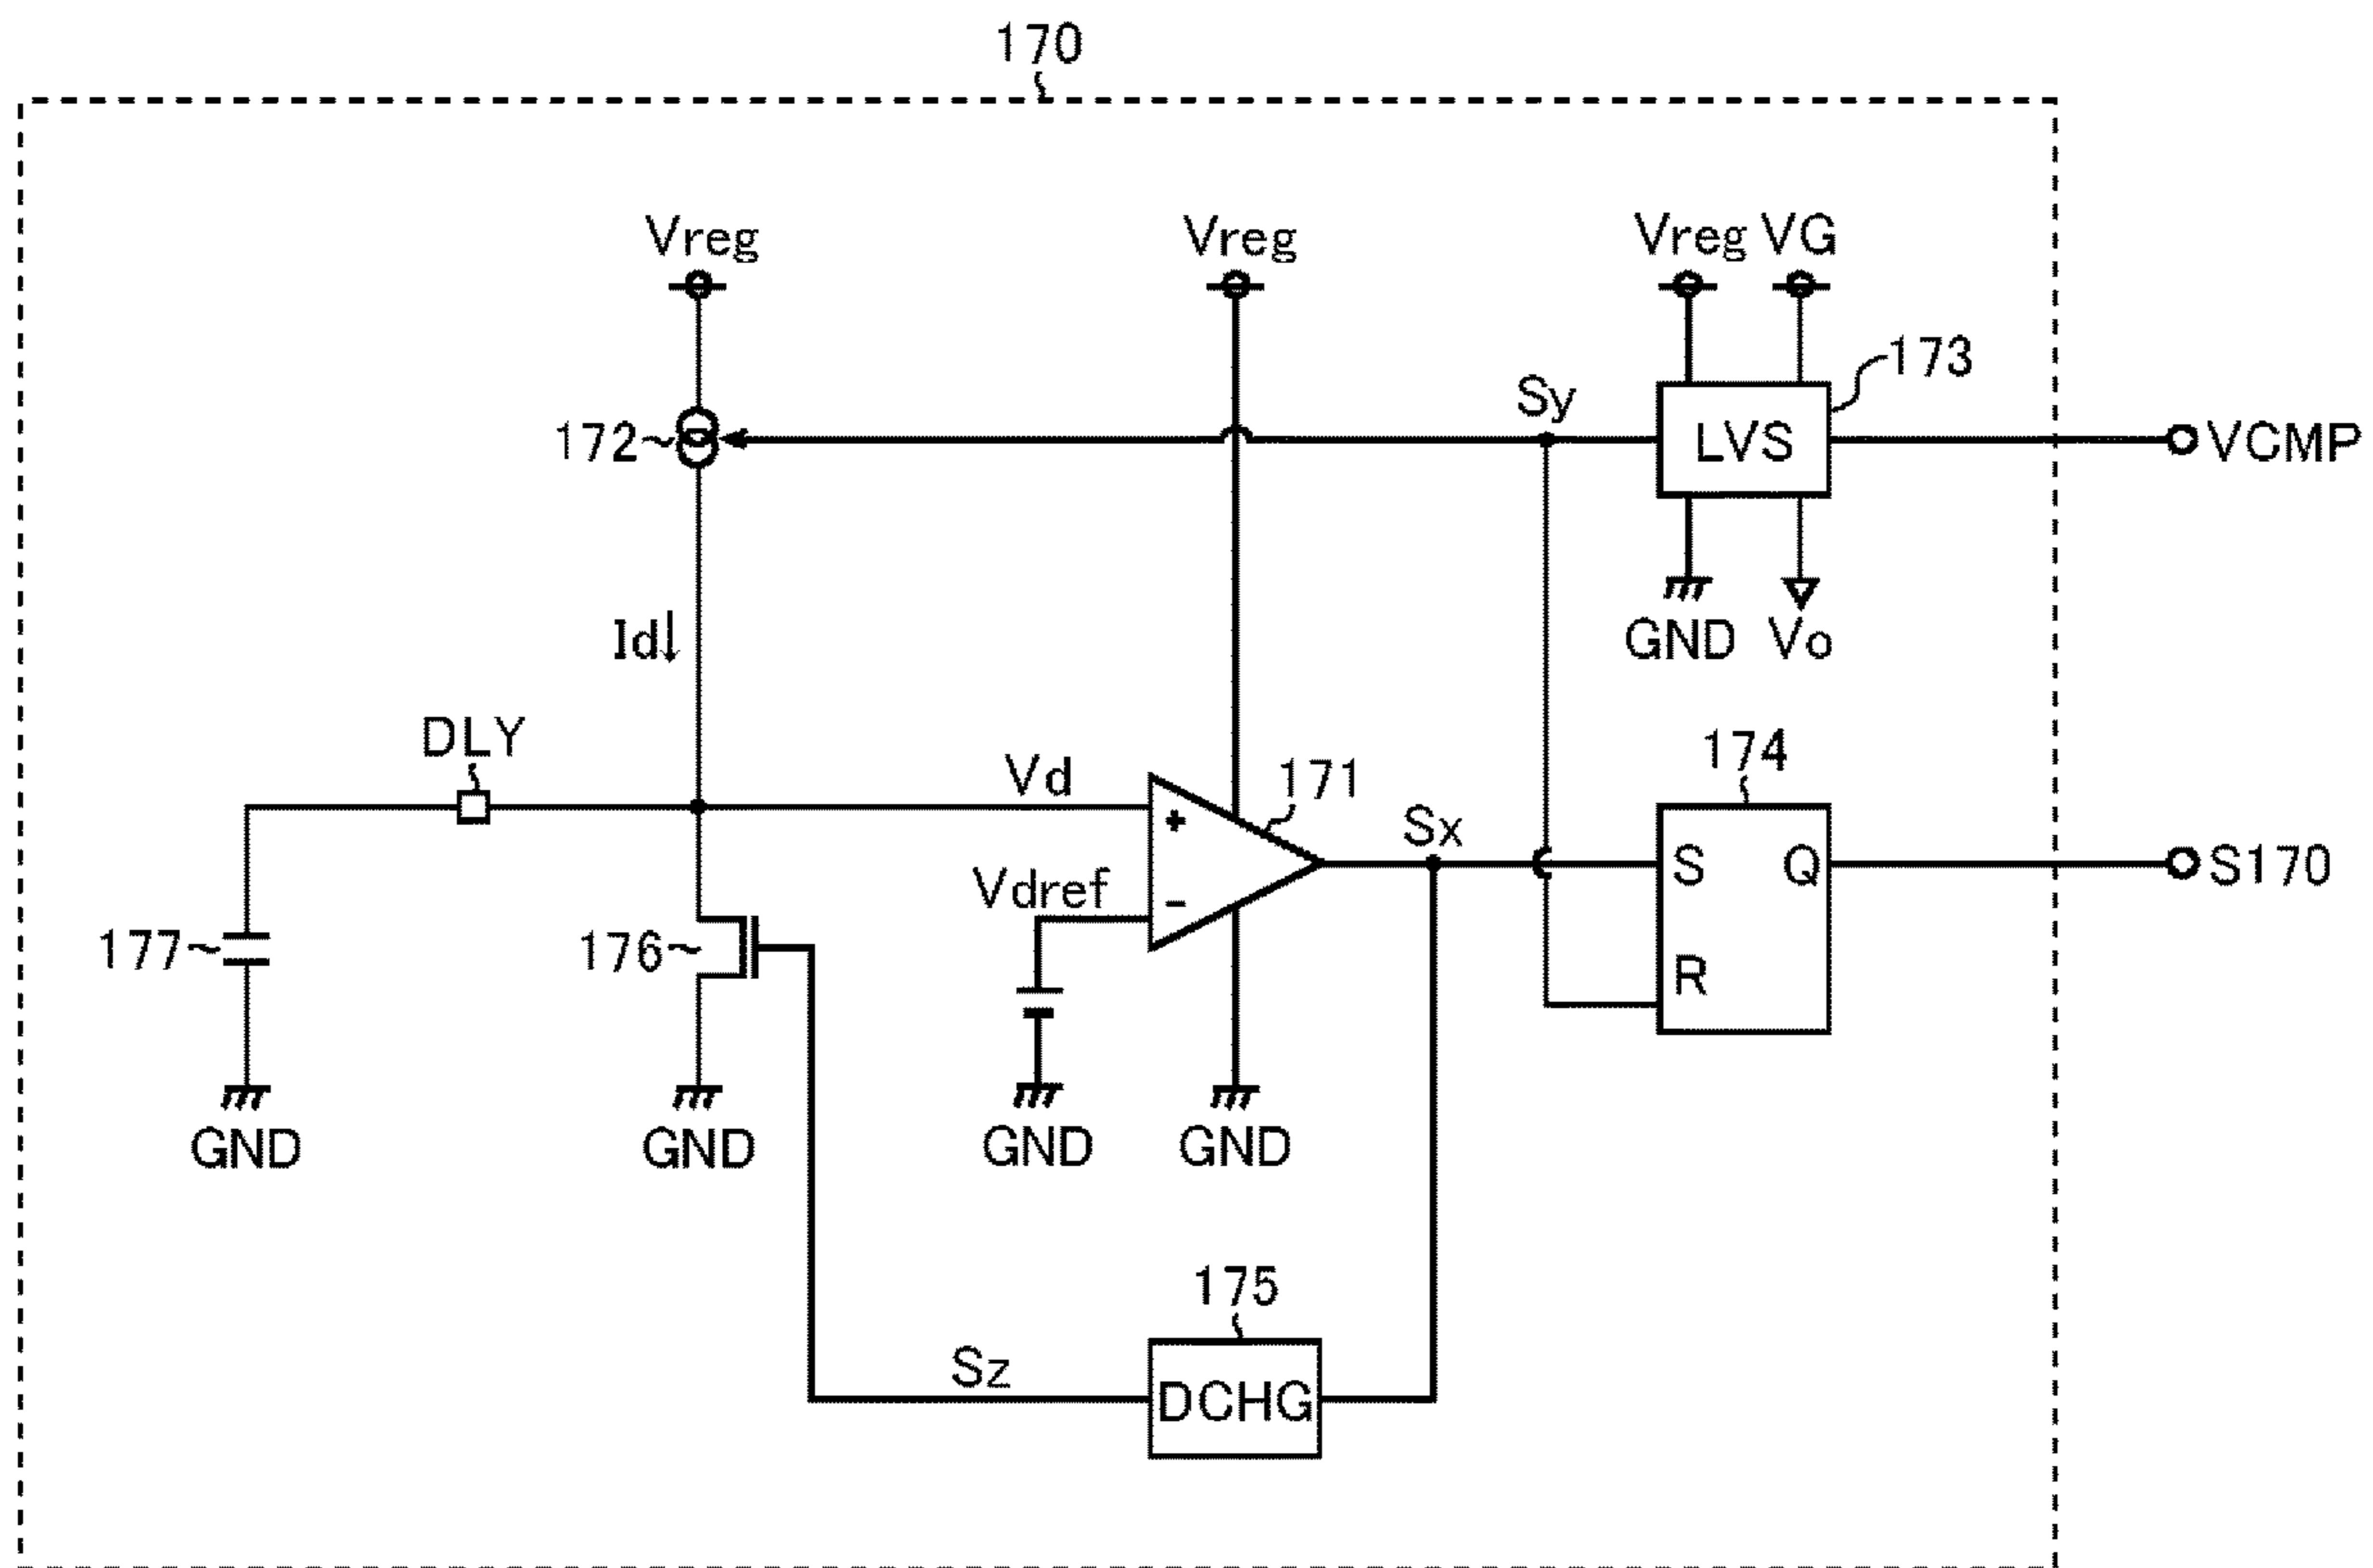 170
Vreg
Vreg
Vreg VG
173
Sy
172~
LVS
VCMP
Id↓
GND Vo
DLY
Vd
171
174
Sx
S Q
S170
Vdref
+
-
177~
176~
R
GND
GND
GND
GND
175
Sz
DCHG